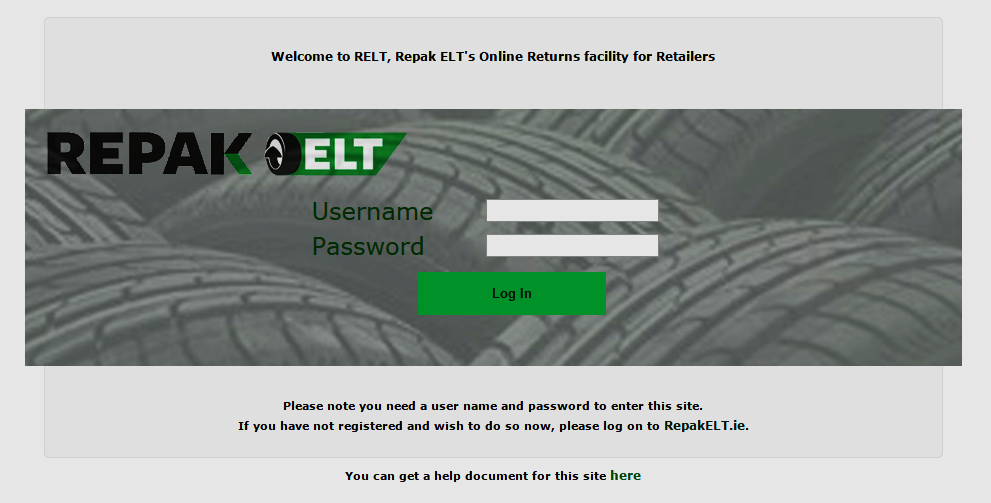 Welcome to RELT, Repak ELT's Online Returns facility for Retailers
REPAK ELT
Username
Password
Log In
Please note you need a user name and password to enter this site.
If you have not registered and wish to do so now, please log on to RepakELT.ie.
You can get a help document for this site here